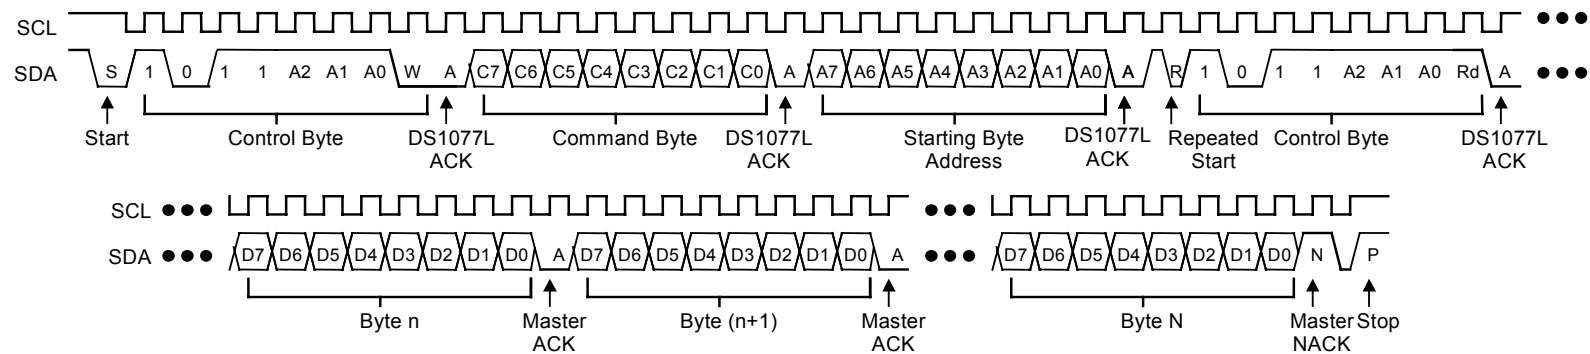 SCL
SDA S 1 0 1 1 A2 A1 A0 W A C7 C6 C5 C4 C3 C2 C1 C0 A A7 A6 A5 A4 A3 A2 A1 A0 A R 1 0 1 1 A2 A1 A0 Rd A
Start Control Byte DS1077L ACK Command Byte DS1077L ACK Starting Byte Address DS1077L ACK Repeated Start Control Byte DS1077L ACK
SCL
SDA D7 D6 D5 D4 D3 D2 D1 D0 A D7 D6 D5 D4 D3 D2 D1 D0 A D7 D6 D5 D4 D3 D2 D1 D0 N P
Byte n Master ACK Byte (n+1) Master ACK Byte N Master NACK Stop